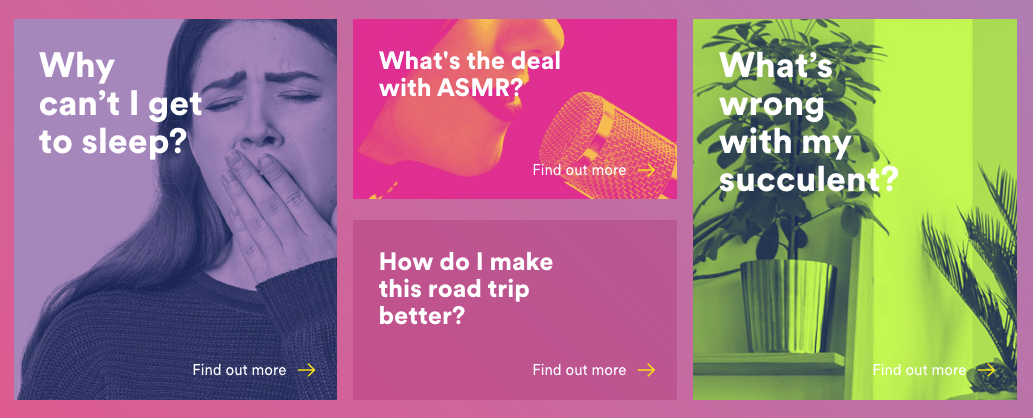 Why
can’t I get
to sleep?
Find out more
What's the deal
with ASMR?
Find out more
How do I make
this road trip
better?
Find out more
What’s
wrong
with my
succulent?
Find out more